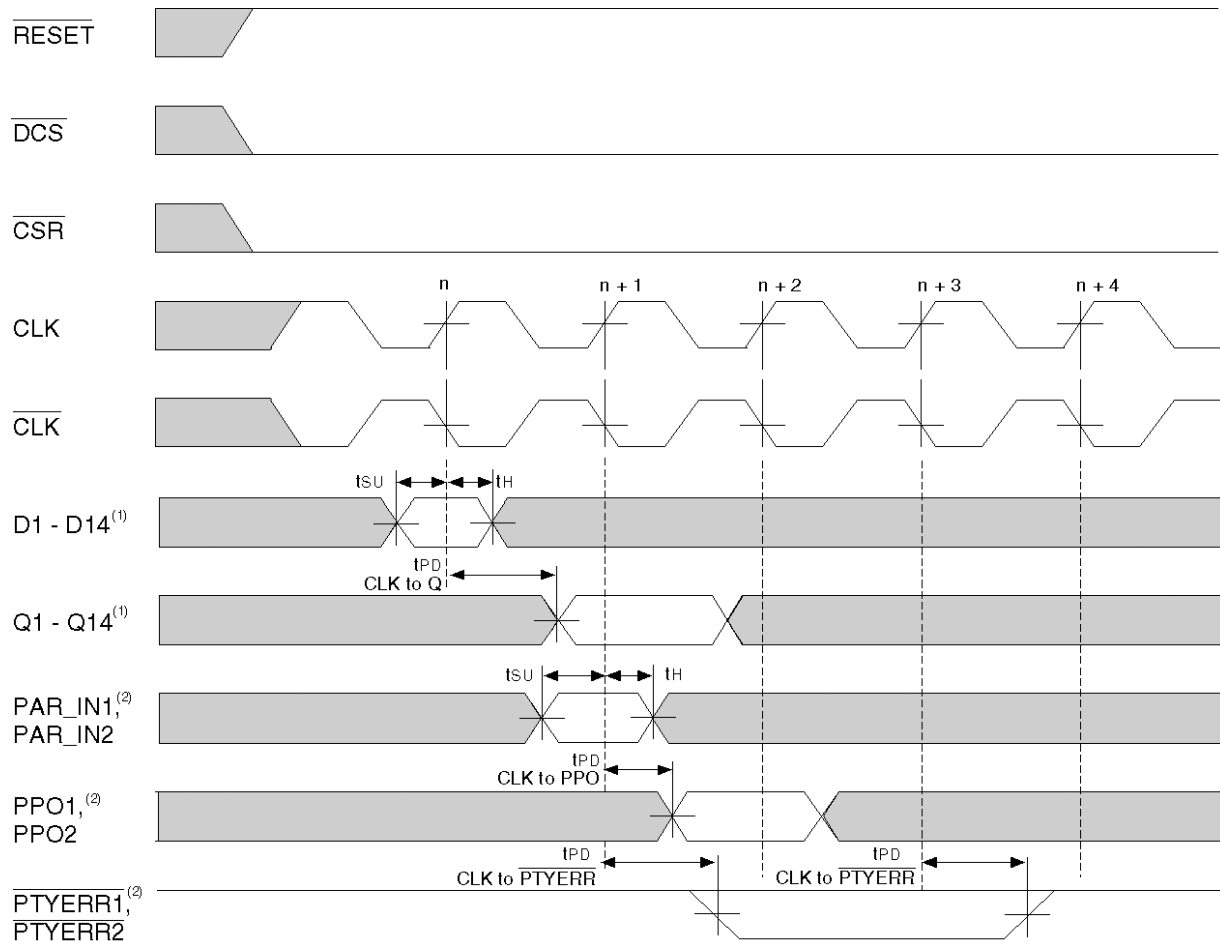 RESET
DCS
CSR
n
n + 1
n + 2
n + 3
n + 4
CLK
CLK
tSU
tH
D1 - D14(1)
tPD
CLK to Q
Q1 - Q14(1)
tSU
tH
PAR_IN1,(2)
PAR_IN2
tPD
CLK to PPO
PPO1,(2)
PPO2
tPD
CLK to PTYERR
tPD
CLK to PTYERR
PTYERR1,(2)
PTYERR2